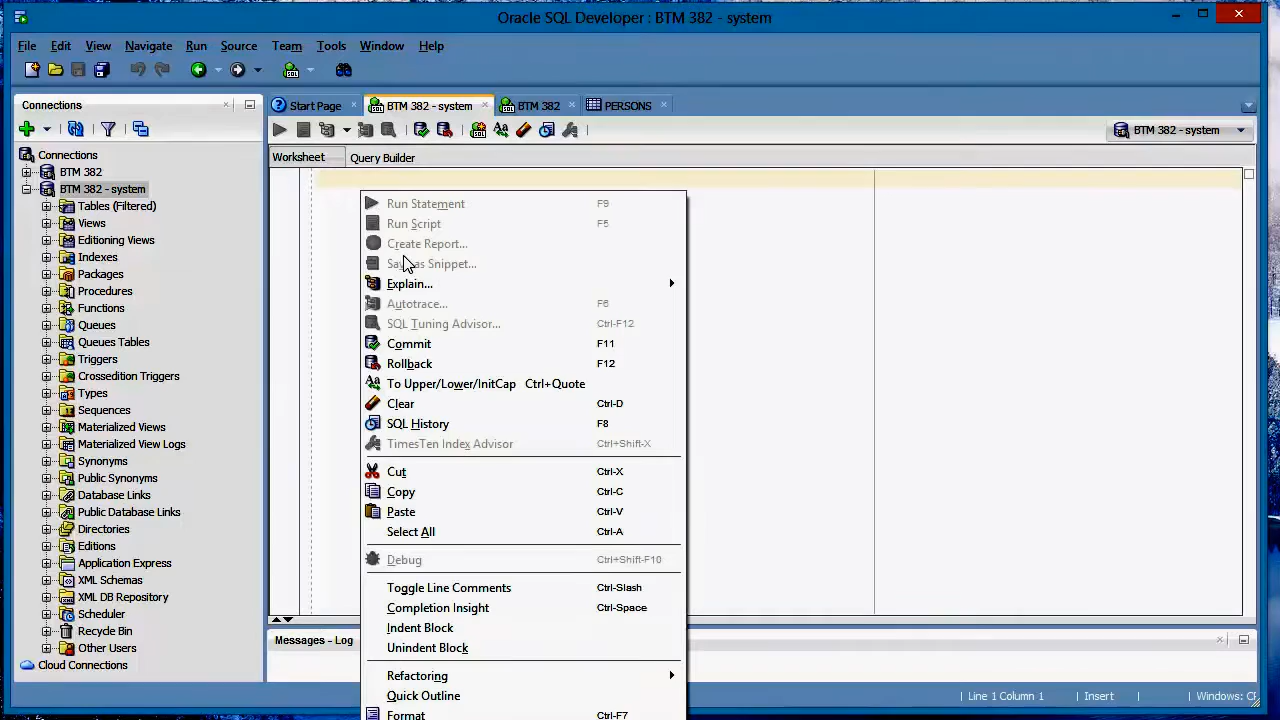 Oracle SQL Developer : BTM 382 - system
File Edit View Navigate Run Source Team Tools Window Help
Connections
Start Page
BTM 382 - system
BTM 382
PERSONS
BTM 382 - system
Worksheet
Query Builder
Connections
BTM 382
BTM 382 - system
Tables (Filtered)
Views
Editioning Views
Indexes
Packages
Procedures
Functions
Queues
Queues Tables
Triggers
Crossedition Triggers
Types
Sequences
Materialized Views
Materialized View Logs
Synonyms
Public Synonyms
Database Links
Public Database Links
Directories
Editions
Application Express
XML Schemas
XML DB Repository
Scheduler
Recycle Bin
Other Users
Cloud Connections
Run Statement F9
Run Script F5
Create Report...
Save as Snippet...
Explain...
Autotrace... F6
SQL Tuning Advisor... Ctrl-F12
Commit F11
Rollback F12
To Upper/Lower/InitCap Ctrl+Quote
Clear Ctrl-D
SQL History F8
TimesTen Index Advisor Ctrl+Shift-X
Cut Ctrl-X
Copy Ctrl-C
Paste Ctrl-V
Select All Ctrl-A
Debug Ctrl+Shift-F10
Toggle Line Comments Ctrl-Slash
Completion Insight Ctrl-Space
Indent Block
Unindent Block
Refactoring
Quick Outline
Format Ctrl-F7
Messages - Log
Line 1 Column 1
Insert
Windows: CF